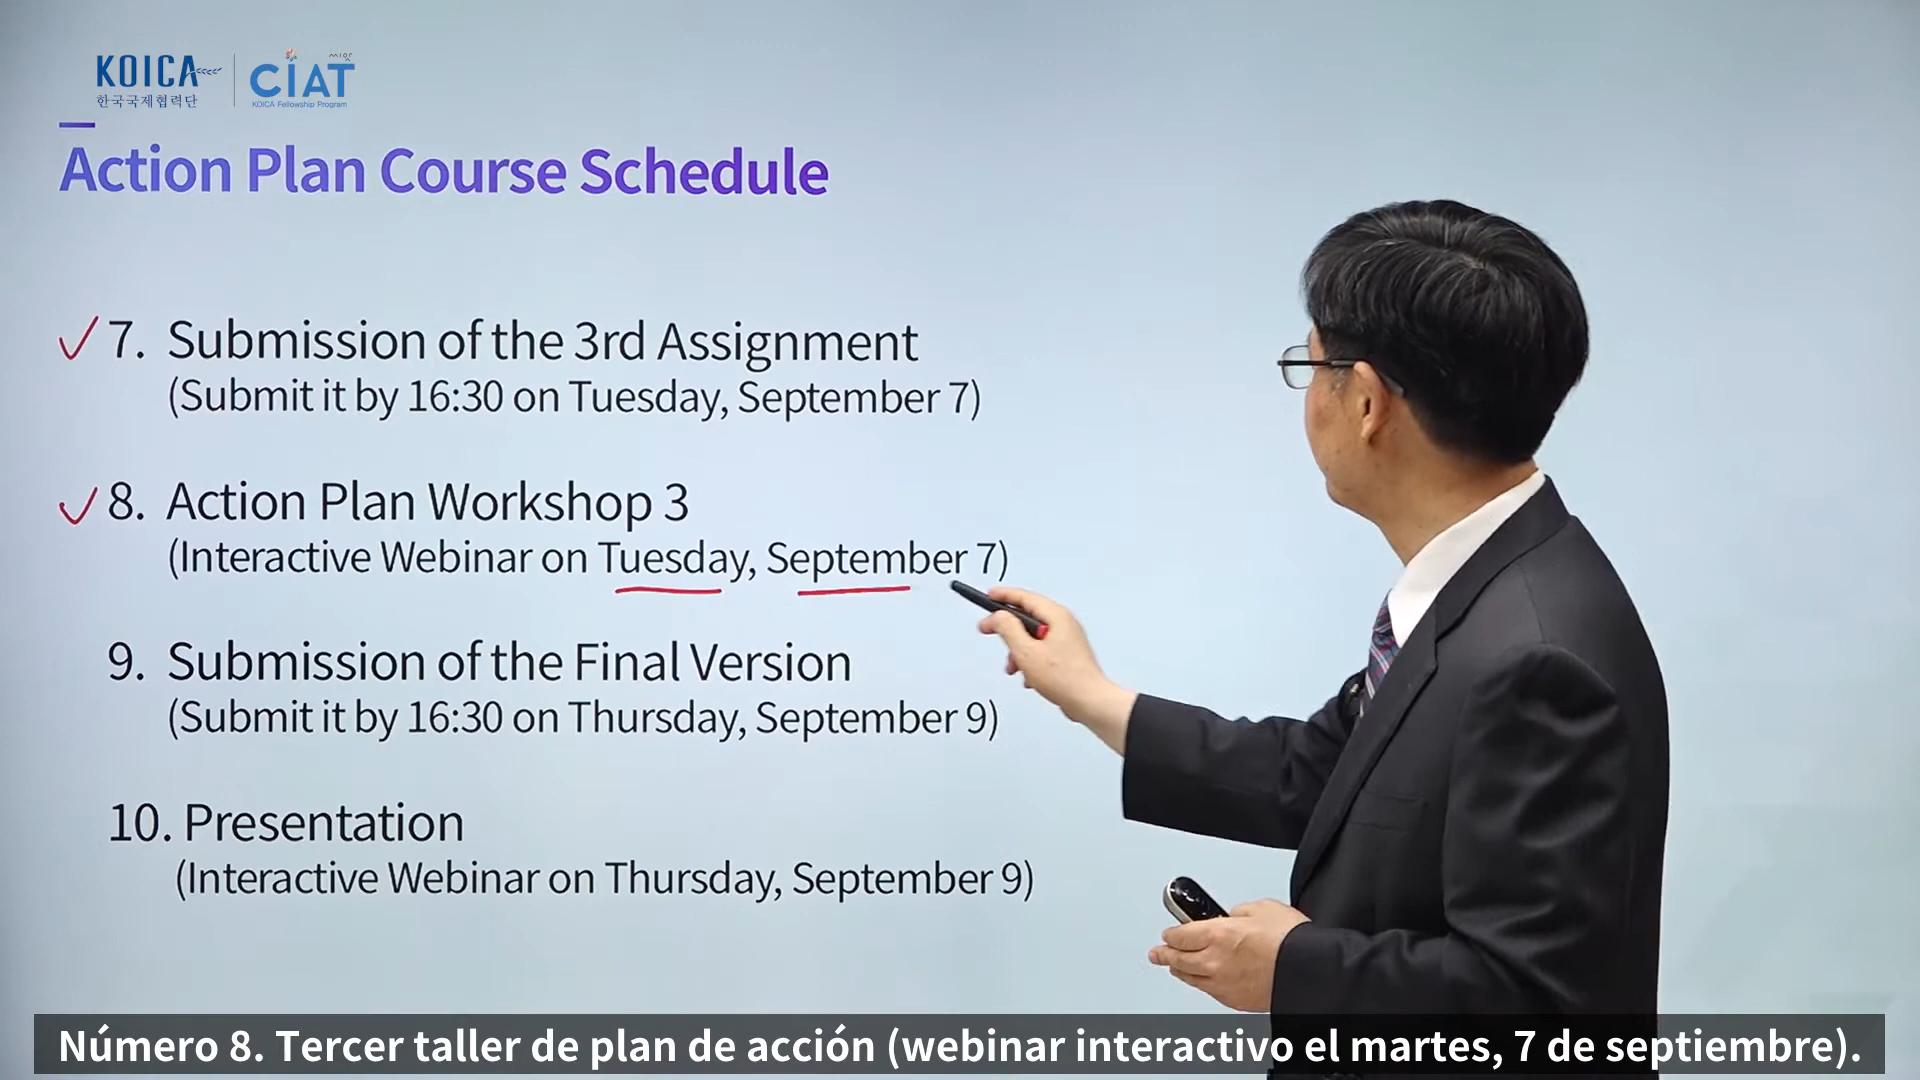 KOICA
한국국제협력단
CIAT
KOICA Fellowship Program
Action Plan Course Schedule
7. Submission of the 3rd Assignment
(Submit it by 16:30 on Tuesday, September 7)
8. Action Plan Workshop 3
(Interactive Webinar on Tuesday, September 7)
9. Submission of the Final Version
(Submit it by 16:30 on Thursday, September 9)
10. Presentation
(Interactive Webinar on Thursday, September 9)
Número 8. Tercer taller de plan de acción (webinar interactivo el martes, 7 de septiembre).